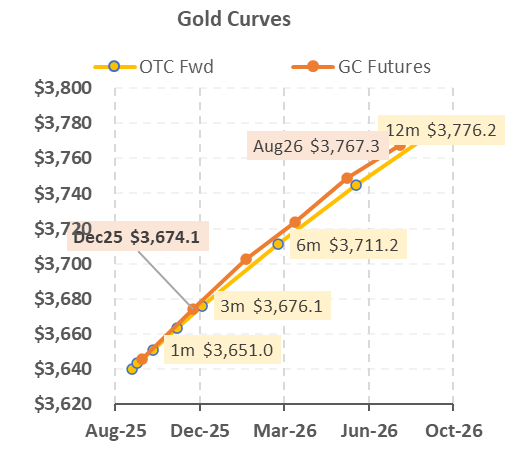 Gold Curves
OTC Fwd
GC Futures
$3,800
$3,780
$3,760
$3,740
$3,720
$3,700
$3,680
$3,660
$3,640
$3,620
12m $3,776.2
Aug26 $3,767.3
Dec25 $3,674.1
6m $3,711.2
3m $3,676.1
1m $3,651.0
Aug-25 Dec-25 Mar-26 Jun-26 Oct-26